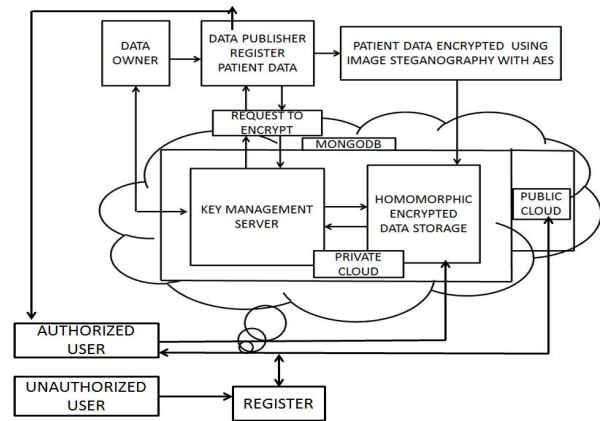 DATA
OWNER
DATA PUBLISHER
REGISTER
PATIENT DATA
PATIENT DATA ENCRYPTED USING
IMAGE STEGANOGRAPHY WITH AES
REQUEST TO
ENCRYPT
MONGODB
KEY MANAGEMENT
SERVER
HOMOMORPHIC
ENCRYPTED
DATA STORAGE
PUBLIC
CLOUD
PRIVATE
CLOUD
AUTHORIZED
USER
UNAUTHORIZED
USER
REGISTER